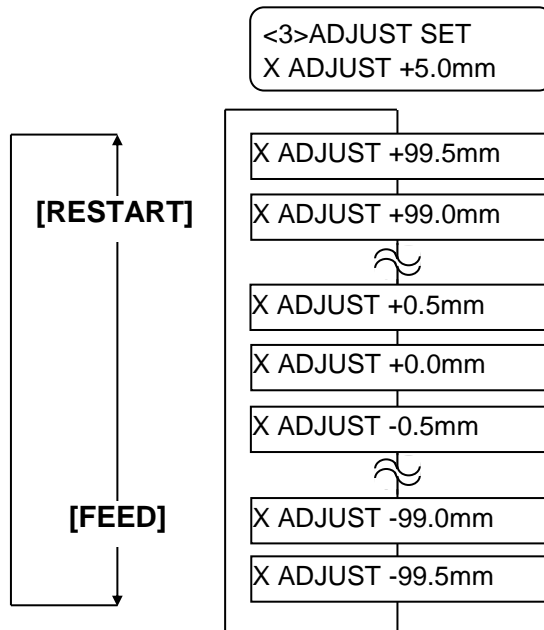 <3>ADJUST SET
X ADJUST +5.0mm
X ADJUST +99.5mm
[RESTART]
X ADJUST +99.0mm
X ADJUST +0.5mm
X ADJUST +0.0mm
X ADJUST -0.5mm
[FEED]
X ADJUST -99.0mm
X ADJUST -99.5mm